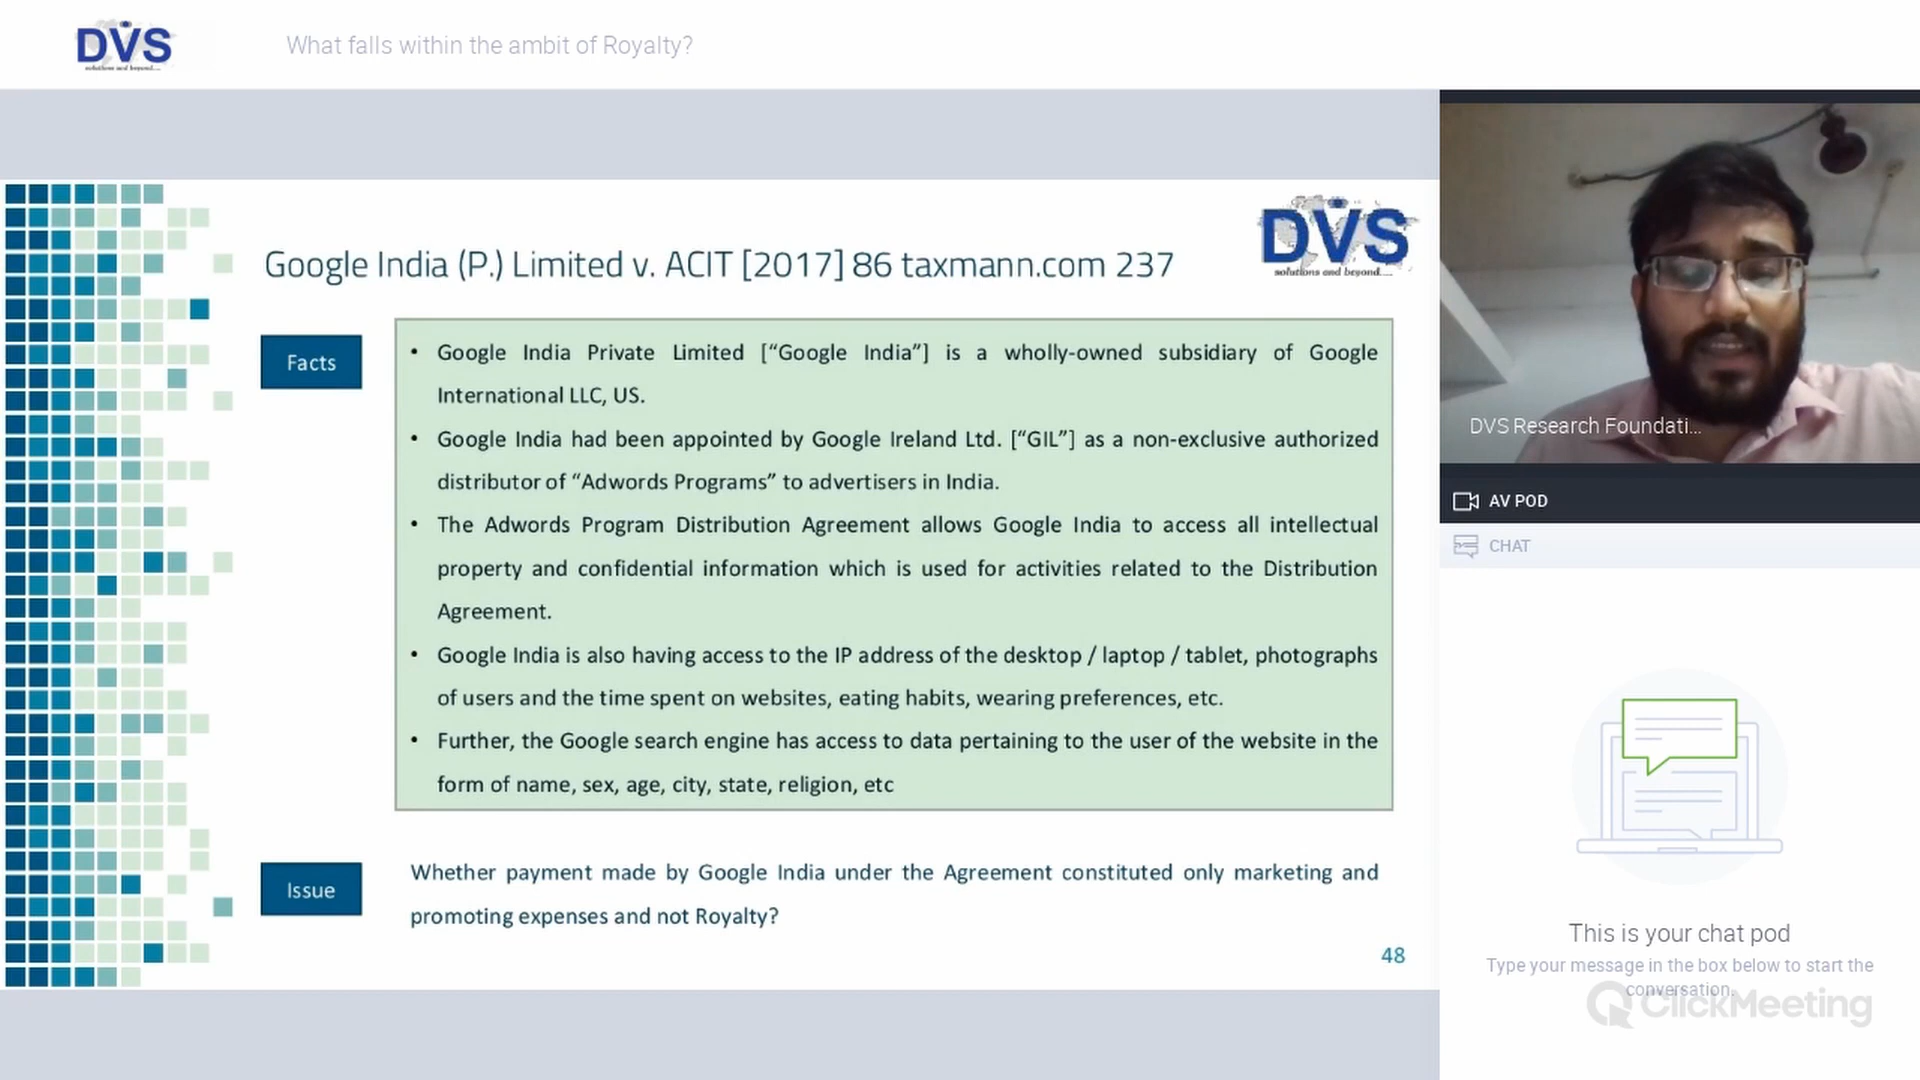 DVS
solutions and beyond....
What falls within the ambit of Royalty?
DVS
solutions and beyond....
Google India (P.) Limited v. ACIT [2017] 86 taxmann.com 237
Facts
• Google India Private Limited [“Google India”] is a wholly-owned subsidiary of Google
International LLC, US.
• Google India had been appointed by Google Ireland Ltd. [“GIL”] as a non-exclusive authorized
distributor of “Adwords Programs” to advertisers in India.
• The Adwords Program Distribution Agreement allows Google India to access all intellectual
property and confidential information which is used for activities related to the Distribution
Agreement.
• Google India is also having access to the IP address of the desktop / laptop / tablet, photographs
of users and the time spent on websites, eating habits, wearing preferences, etc.
• Further, the Google search engine has access to data pertaining to the user of the website in the
form of name, sex, age, city, state, religion, etc
Issue
Whether payment made by Google India under the Agreement constituted only marketing and
promoting expenses and not Royalty?
48
DVS Research Foundati...
AV POD
CHAT
This is your chat pod
Type your message in the box below to start the
conversation.
ClickMeeting